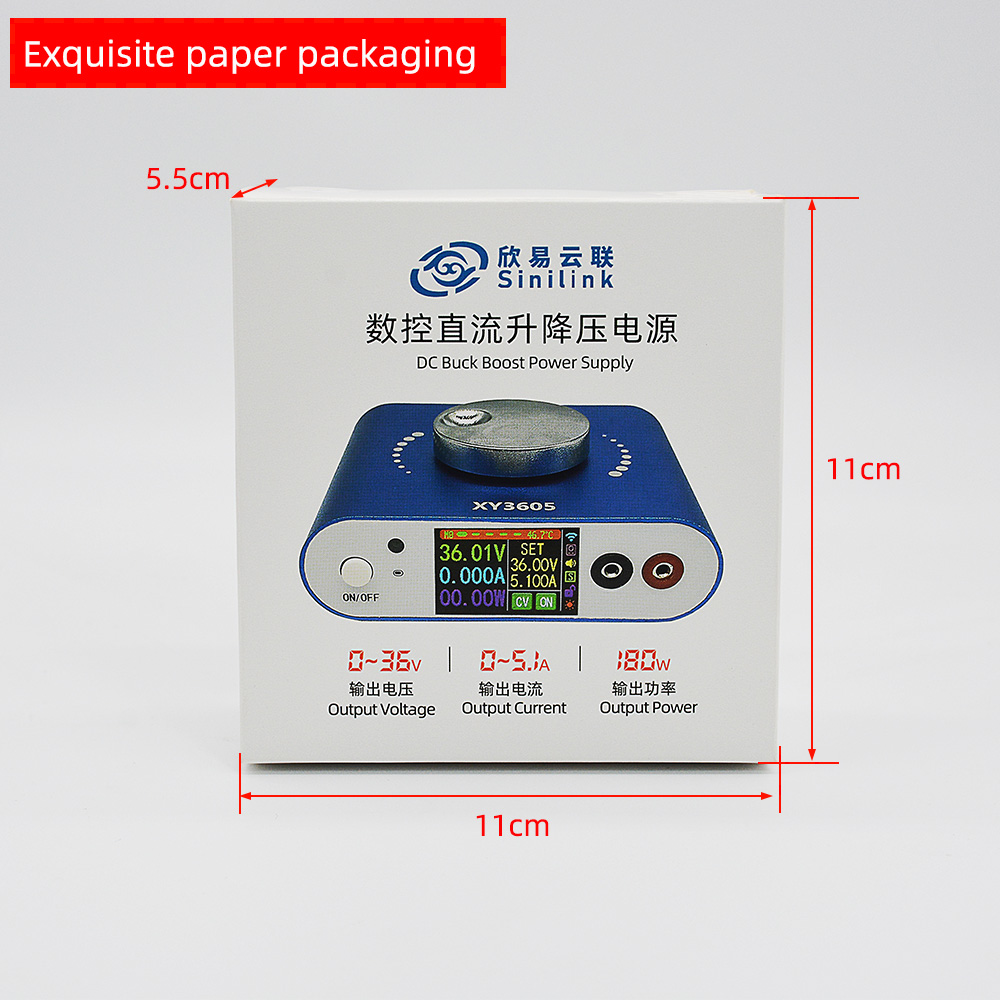 Exquisite paper packaging
5.5cm
欣易云联
Sinilink
数控直流升降压电源
DC Buck Boost Power Supply
11cm
XY3605
M0 46.7℃
36.01V
SET
0.000A
36.00V
5.100A
00.00W
CV ON
S
ON/OFF
0~36V
0~5.1A
180W
输出电压
输出电流
输出功率
Output Voltage
Output Current
Output Power
11cm